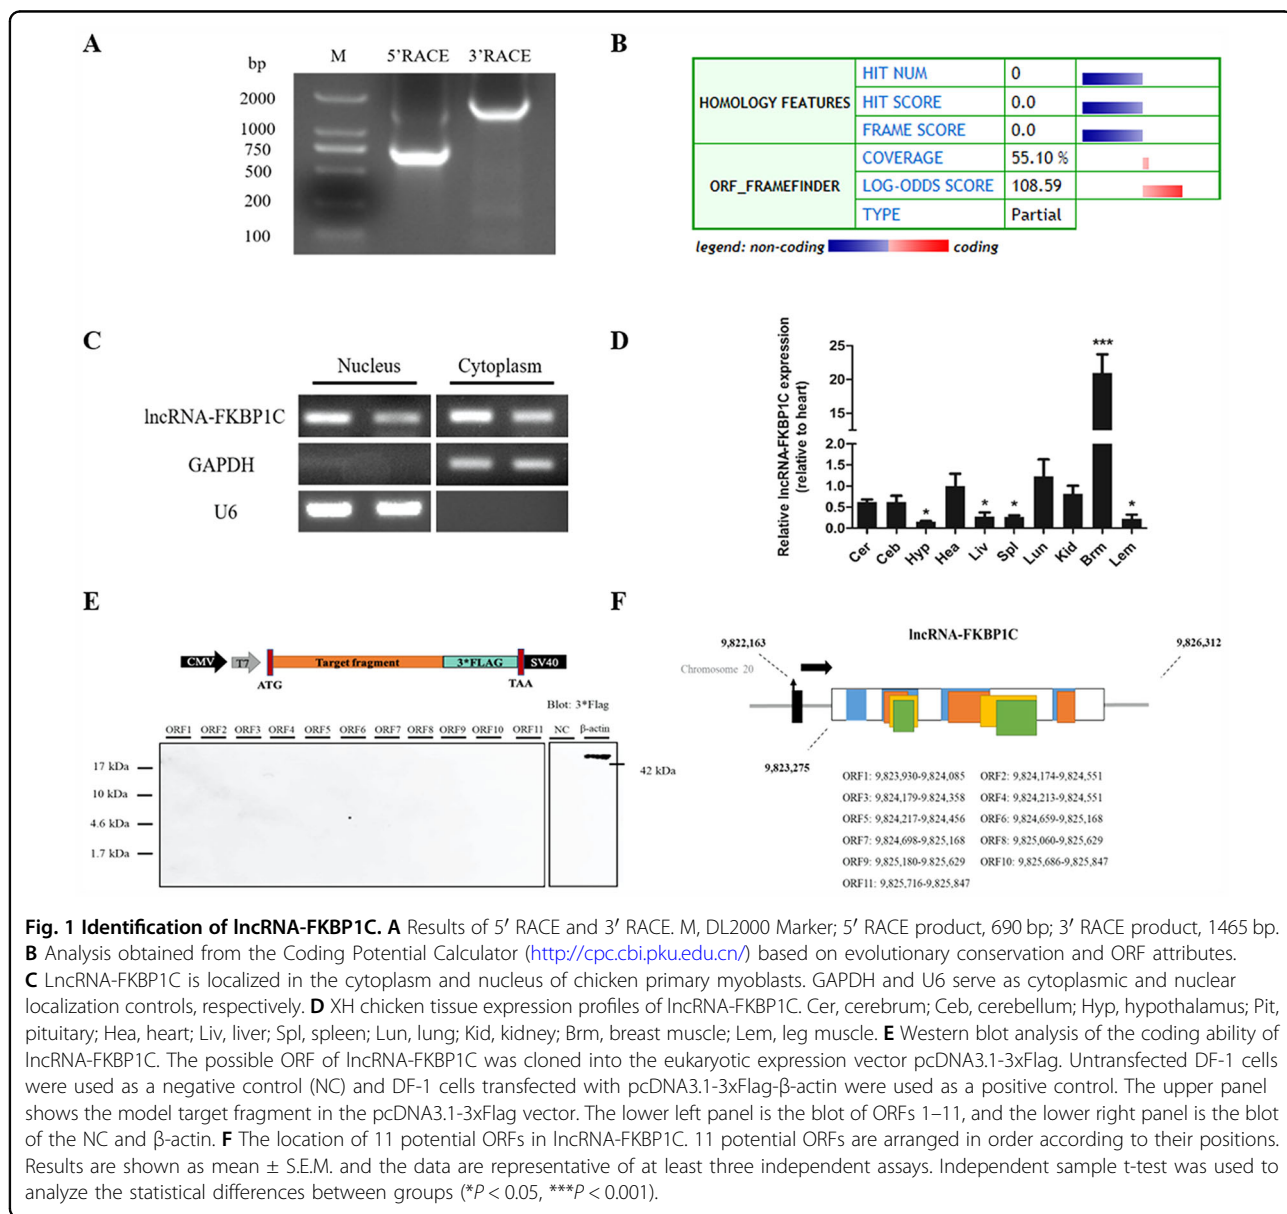 A
bp
M 5'RACE 3'RACE
2000
1000
750
500
200
100
B
HOMOLOGY FEATURES
HIT NUM 0
HIT SCORE 0.0
FRAME SCORE 0.0
ORF_FRAMEFINDER
COVERAGE 55.10 %
LOG-ODDS SCORE 108.59
TYPE Partial
legend: non-coding coding
C
Nucleus Cytoplasm
lncRNA-FKBP1C
GAPDH
U6
D
Relative lncRNA-FKBP1C expression
(relative to heart)
25
20
15
2.0
1.5
1.0
0.5
0.0
* * * *** *
Cer Ceb Hyp Hea Liv Spl Lun Kid Brm Lem
E
CMV T7 Target fragment 3*FLAG SV40
ATG TAA
Blot: 3*Flag
ORF1 ORF2 ORF3 ORF4 ORF5 ORF6 ORF7 ORF8 ORF9 ORF10 ORF11 NC β-actin
17 kDa
10 kDa
4.6 kDa
1.7 kDa
42 kDa
F
lncRNA-FKBP1C
9,822,163 9,826,312
Chromosome 20
9,823,275
ORF1: 9,823,930-9,824,085 ORF2: 9,824,174-9,824,551
ORF3: 9,824,179-9,824,358 ORF4: 9,824,213-9,824,551
ORF5: 9,824,217-9,824,456 ORF6: 9,824,659-9,825,168
ORF7: 9,824,698-9,825,168 ORF8: 9,825,060-9,825,629
ORF9: 9,825,180-9,825,629 ORF10: 9,825,686-9,825,847
ORF11: 9,825,716-9,825,847
Fig. 1 Identification of lncRNA-FKBP1C. A Results of 5′ RACE and 3′ RACE. M, DL2000 Marker; 5′ RACE product, 690 bp; 3′ RACE product, 1465 bp.
B Analysis obtained from the Coding Potential Calculator (http://cpc.cbi.pku.edu.cn/) based on evolutionary conservation and ORF attributes.
C LncRNA-FKBP1C is localized in the cytoplasm and nucleus of chicken primary myoblasts. GAPDH and U6 serve as cytoplasmic and nuclear
localization controls, respectively. D XH chicken tissue expression profiles of lncRNA-FKBP1C. Cer, cerebrum; Ceb, cerebellum; Hyp, hypothalamus; Pit,
pituitary; Hea, heart; Liv, liver; Spl, spleen; Lun, lung; Kid, kidney; Brm, breast muscle; Lem, leg muscle. E Western blot analysis of the coding ability of
lncRNA-FKBP1C. The possible ORF of lncRNA-FKBP1C was cloned into the eukaryotic expression vector pcDNA3.1-3xFlag. Untransfected DF-1 cells
were used as a negative control (NC) and DF-1 cells transfected with pcDNA3.1-3xFlag-β-actin were used as a positive control. The upper panel
shows the model target fragment in the pcDNA3.1-3xFlag vector. The lower left panel is the blot of ORFs 1–11, and the lower right panel is the blot
of the NC and β-actin. F The location of 11 potential ORFs in lncRNA-FKBP1C. 11 potential ORFs are arranged in order according to their positions.
Results are shown as mean ± S.E.M. and the data are representative of at least three independent assays. Independent sample t-test was used to
analyze the statistical differences between groups (*P < 0.05, ***P < 0.001).